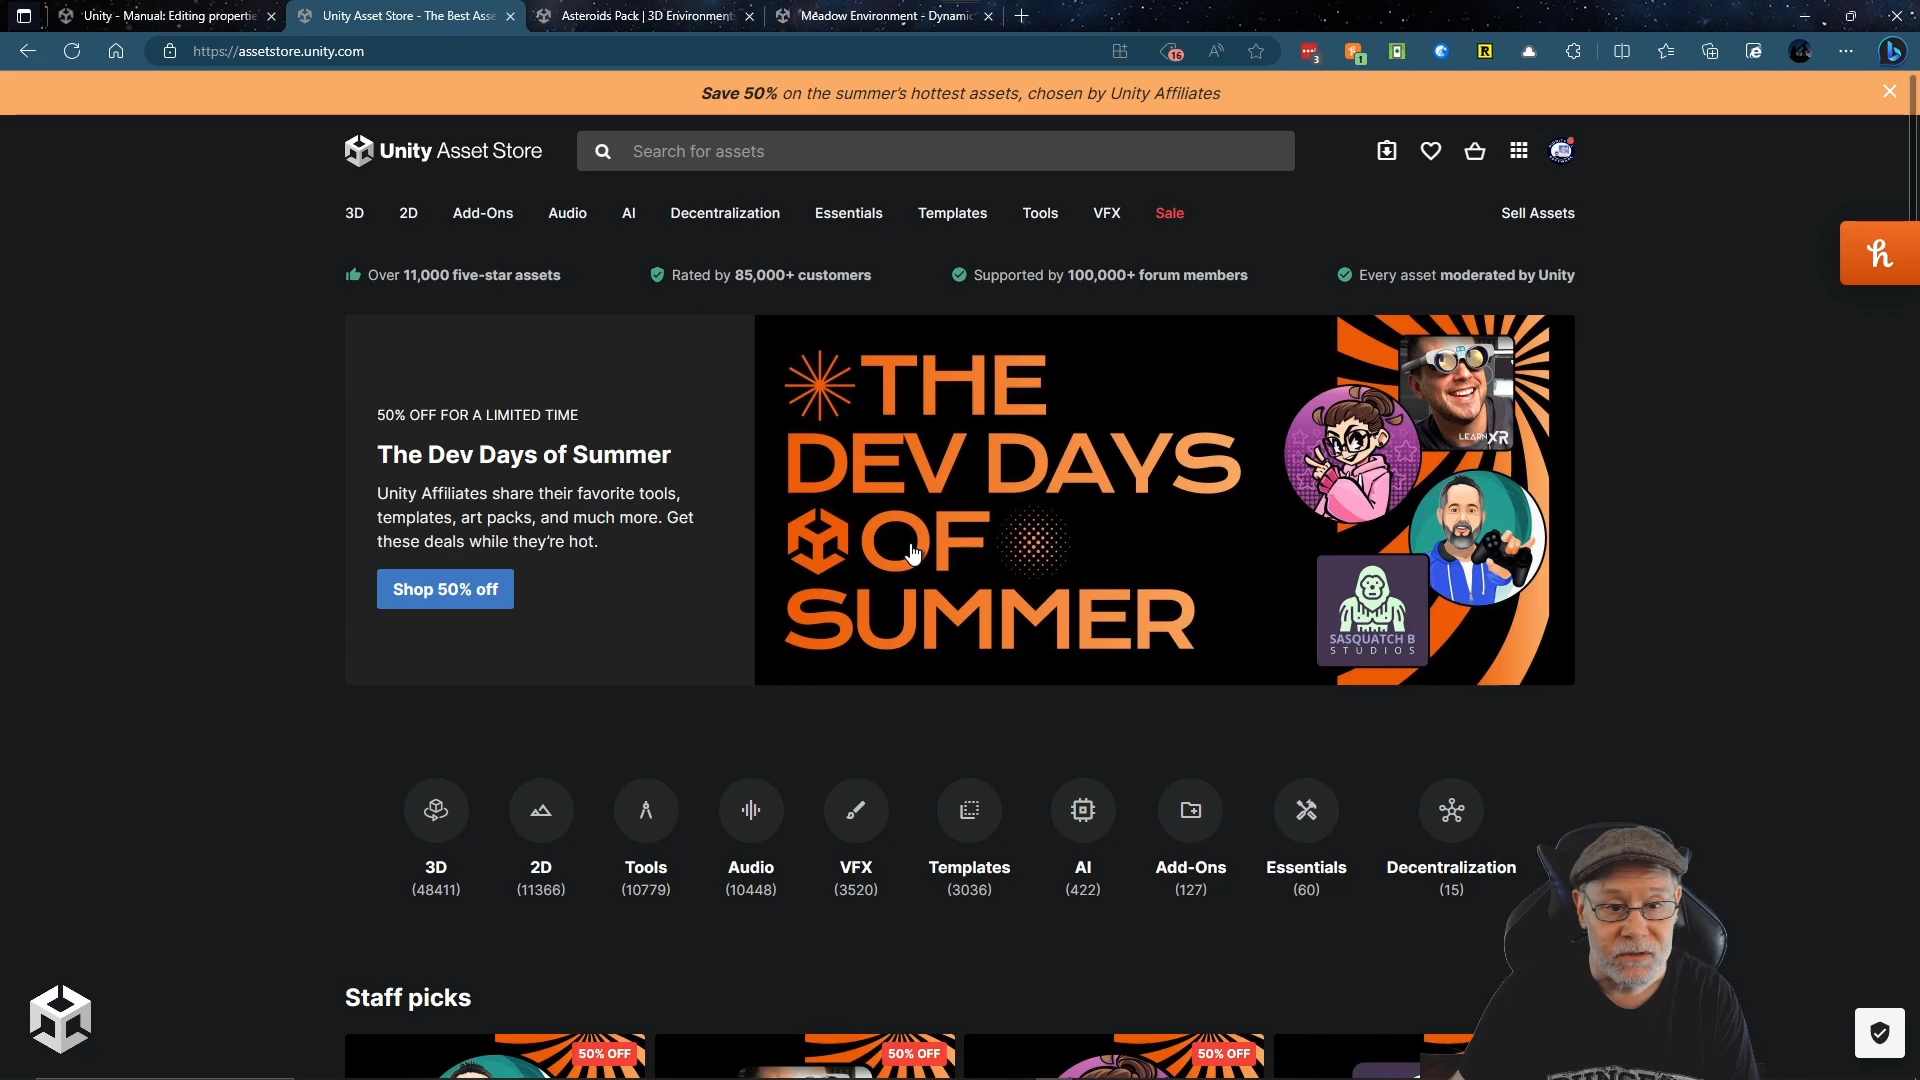 Unity - Manual: Editing propertie
Unity Asset Store - The Best Asse
Asteroids Pack | 3D Environment
Meadow Environment - Dynamic
https://assetstore.unity.com
16
3
1
R
Save 50% on the summer's hottest assets, chosen by Unity Affiliates
Unity Asset Store
Search for assets
3D
2D
Add-Ons
Audio
AI
Decentralization
Essentials
Templates
Tools
VFX
Sale
Sell Assets
Over 11,000 five-star assets
Rated by 85,000+ customers
Supported by 100,000+ forum members
Every asset moderated by Unity
50% OFF FOR A LIMITED TIME
The Dev Days of Summer
Unity Affiliates share their favorite tools,
templates, art packs, and much more. Get
these deals while they're hot.
Shop 50% off
THE
DEV DAYS
OF
SUMMER
LEARN XR
SASQUATCH B
STUDIOS
3D
(48411)
2D
(11366)
Tools
(10779)
Audio
(10448)
VFX
(3520)
Templates
(3036)
AI
(422)
Add-Ons
(127)
Essentials
(60)
Decentralization
(15)
Staff picks
50% OFF
50% OFF
50% OFF